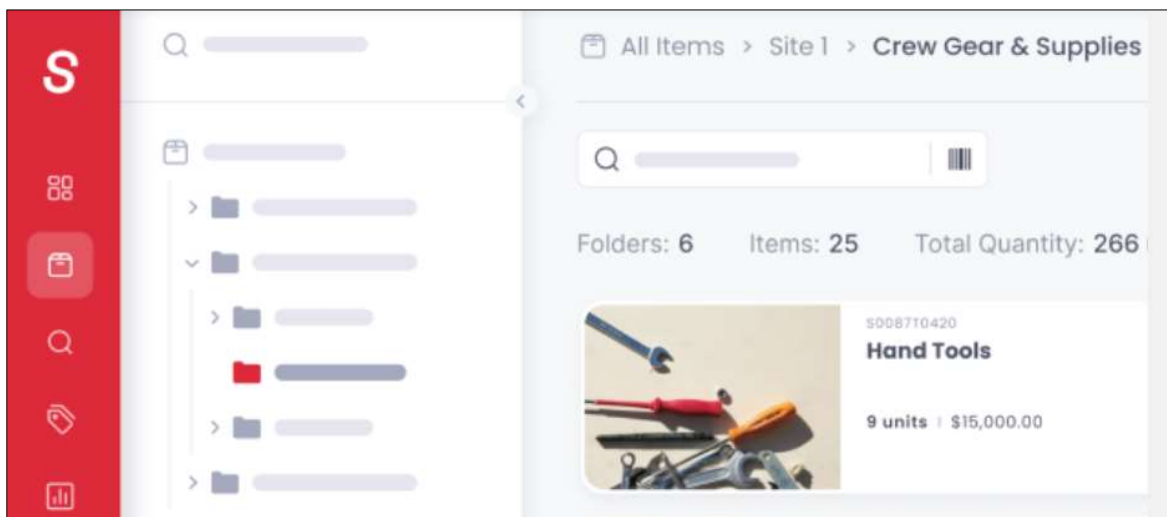 S
All Items > Site 1 > Crew Gear & Supplies
Folders: 6 Items: 25 Total Quantity: 266
S0087T0420
Hand Tools
9 units | $15,000.00